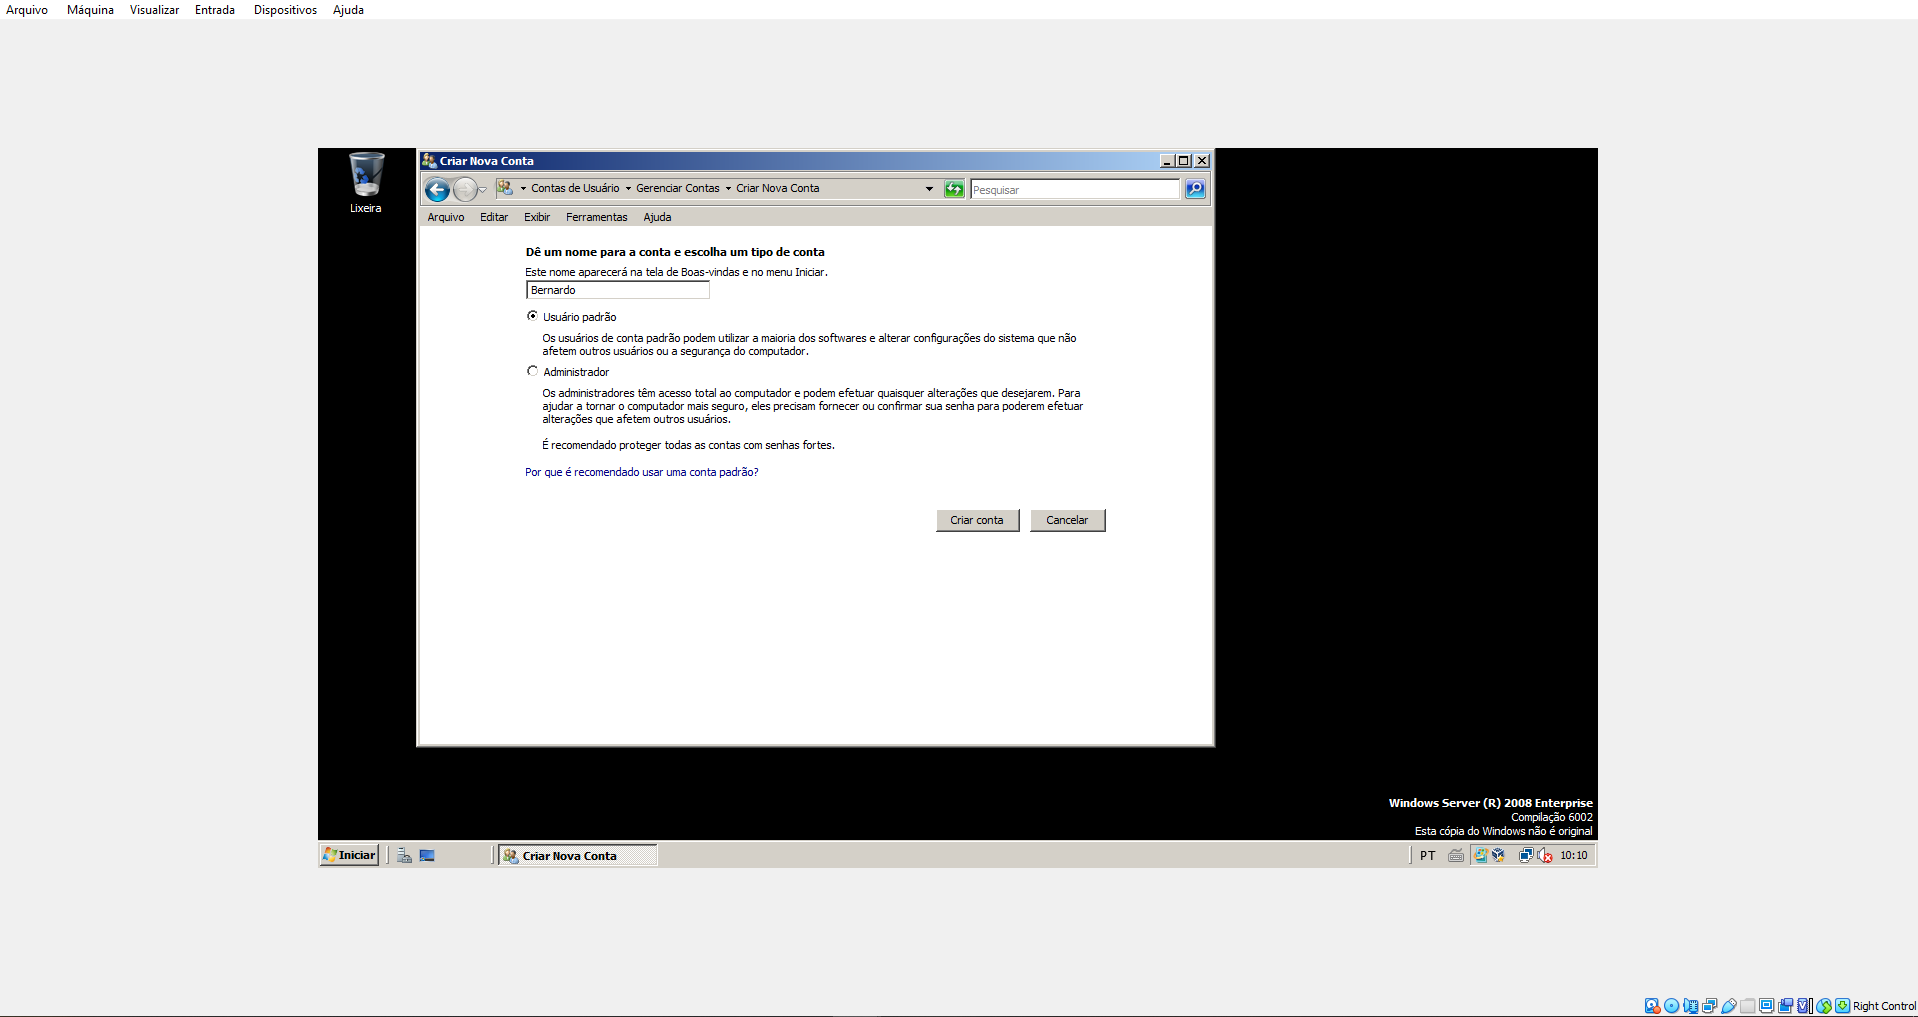 Arquivo Máquina Visualizar Entrada Dispositivos Ajuda
Lixeira
Criar Nova Conta
Contas de Usuário Gerenciar Contas Criar Nova Conta
Pesquisar
Arquivo Editar Exibir Ferramentas Ajuda
Dê um nome para a conta e escolha um tipo de conta
Este nome aparecerá na tela de Boas-vindas e no menu Iniciar.
Bernardo
Usuário padrão
Os usuários de conta padrão podem utilizar a maioria dos softwares e alterar configurações do sistema que não
afetem outros usuários ou a segurança do computador.
Administrador
Os administradores têm acesso total ao computador e podem efetuar quaisquer alterações que desejarem. Para
ajudar a tornar o computador mais seguro, eles precisam fornecer ou confirmar sua senha para poderem efetuar
alterações que afetem outros usuários.
É recomendado proteger todas as contas com senhas fortes.
Por que é recomendado usar uma conta padrão?
Criar conta Cancelar
Windows Server (R) 2008 Enterprise
Compilação 6002
Esta cópia do Windows não é original
Iniciar Criar Nova Conta PT 10:10
Right Control